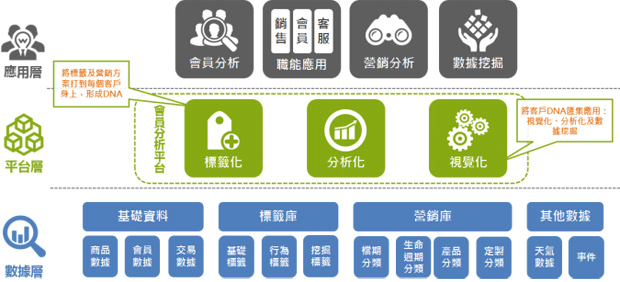 應用層
會員分析
銷售
會員
客服
職能應用
營銷分析
數據挖掘
將標籤及營銷方
案打到每個客戶
身上，形成DNA
平台層
會員分析平台
標籤化
分析化
視覺化
將客戶DNA匯集應用：
視覺化、分析化及數
據挖掘
數據層
基礎資料
商品
數據
會員
數據
交易
數據
標籤庫
基礎
標籤
行為
標籤
挖掘
標籤
營銷庫
檔期
分類
生命
週期
分類
產品
分類
定製
分類
其他數據
天氣
數據
事件